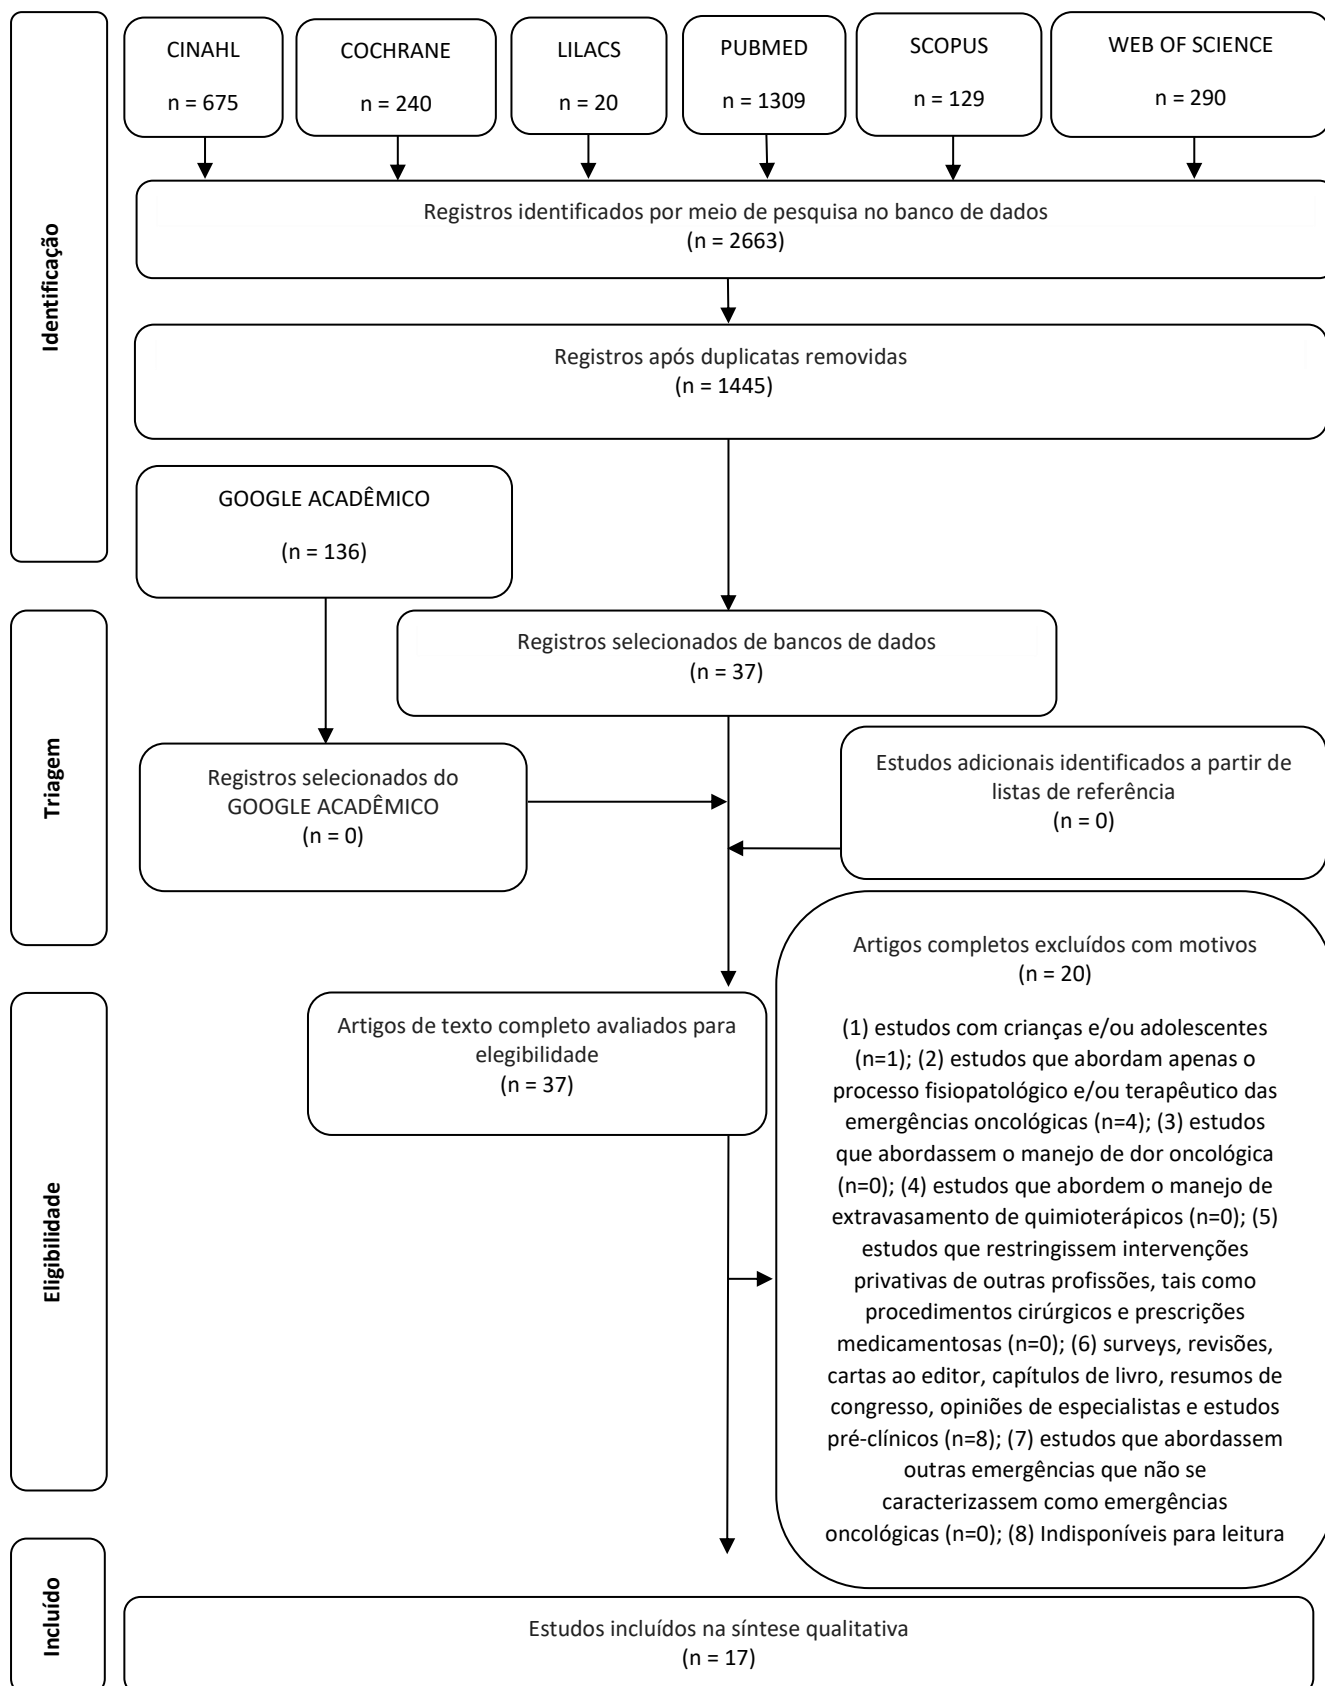 Identificação
CINAHL
n = 675
COCHRANE
n = 240
LILACS
n = 20
PUBMED
n = 1309
SCOPUS
n = 129
WEB OF SCIENCE
n = 290
Registros identificados por meio de pesquisa no banco de dados
(n = 2663)
Registros após duplicatas removidas
(n = 1445)
GOOGLE ACADÊMICO
(n = 136)
Triagem
Registros selecionados de bancos de dados
(n = 37)
Registros selecionados do
GOOGLE ACADÊMICO
(n = 0)
Estudos adicionais identificados a partir de
listas de referência
(n = 0)
Eligibilidade
Artigos de texto completo avaliados para
elegibilidade
(n = 37)
Artigos completos excluídos com motivos
(n = 20)
(1) estudos com crianças e/ou adolescentes
(n=1); (2) estudos que abordam apenas o
processo fisiopatológico e/ou terapêutico das
emergências oncológicas (n=4); (3) estudos
que abordassem o manejo de dor oncológica
(n=0); (4) estudos que abordem o manejo de
extravasamento de quimioterápicos (n=0); (5)
estudos que restringissem intervenções
privativas de outras profissões, tais como
procedimentos cirúrgicos e prescrições
medicamentosas (n=0); (6) surveys, revisões,
cartas ao editor, capítulos de livro, resumos de
congresso, opiniões de especialistas e estudos
pré-clínicos (n=8); (7) estudos que abordassem
outras emergências que não se
caracterizassem como emergências
oncológicas (n=0); (8) Indisponíveis para leitura
Incluído
Estudos incluídos na síntese qualitativa
(n = 17)